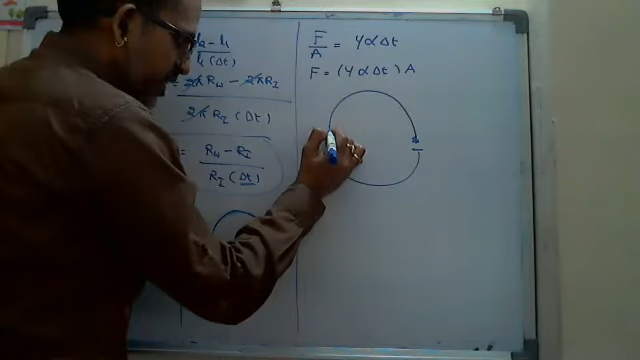 l₂ - l₁
l₁ (Δt)
= 2π R_W - 2π R_I
2π R_I (Δt)
= R_W - R_I
R_I (Δt)
F/A = Y α Δt
F = (Y α Δt) A